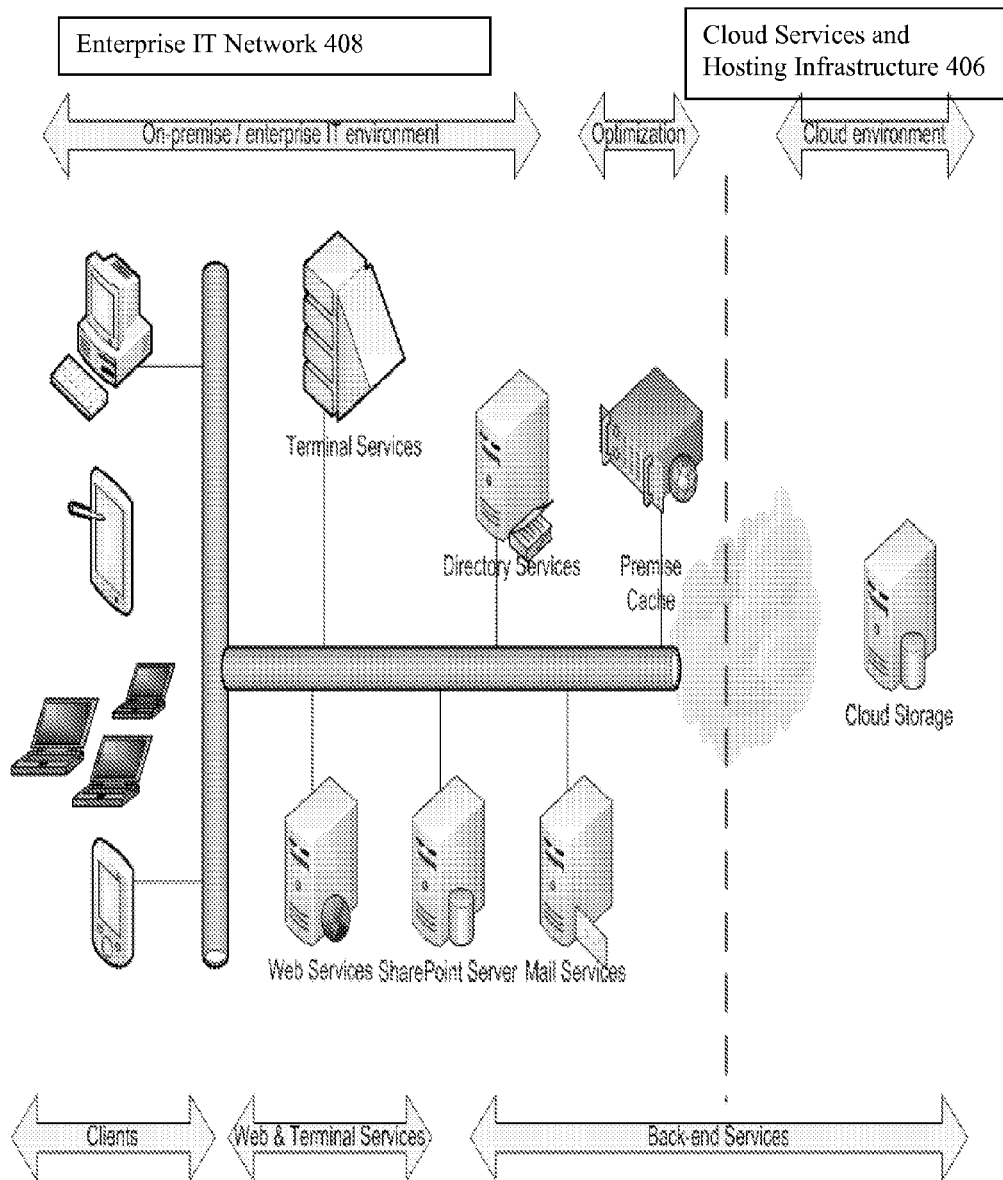 Enterprise IT Network 408
Cloud Services and
Hosting Infrastructure 406
On-premise / enterprise IT environment
Optimization
Cloud environment
Terminal Services
Directory Services
Premise
Cache
Cloud Storage
Web Services
SharePoint Server
Mail Services
Clients
Web & Terminal Services
Back-end Services